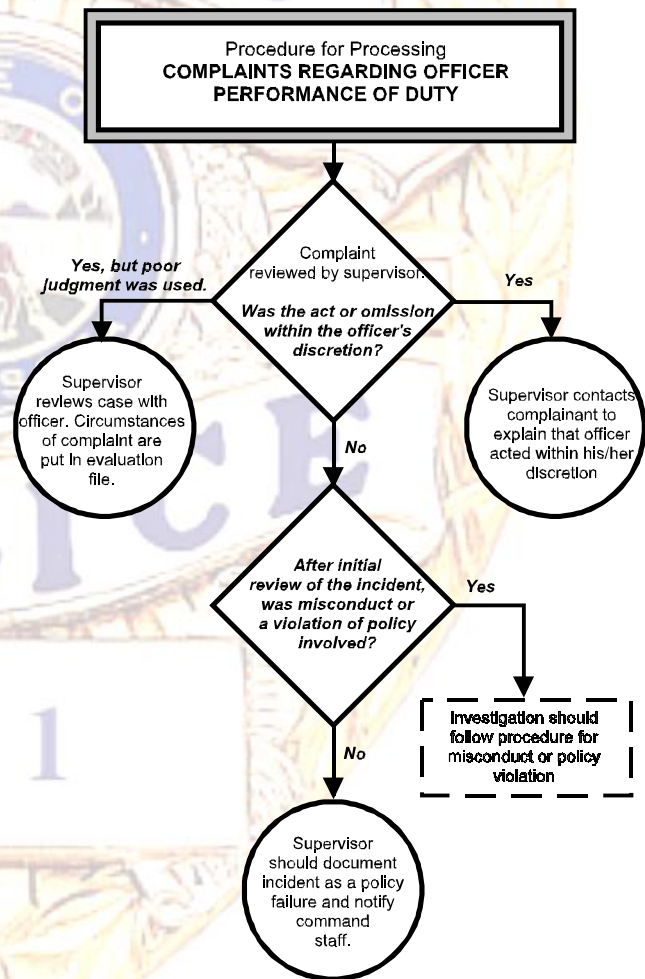 Procedure for Processing
COMPLAINTS REGARDING OFFICER
PERFORMANCE OF DUTY
Complaint
reviewed by supervisor.
Was the act or omission
within the officer's
discretion?
Yes, but poor
judgment was used.
Yes
Supervisor
reviews case with
officer. Circumstances
of complaint are
put in evaluation
file.
Supervisor contacts
complainant to
explain that officer
acted within his/her
discretion
No
After initial
review of the incident,
was misconduct or
a violation of policy
involved?
Yes
Investigation should
follow procedure for
misconduct or policy
violation
No
Supervisor
should document
incident as a policy
failure and notify
command
staff.
LICE
1